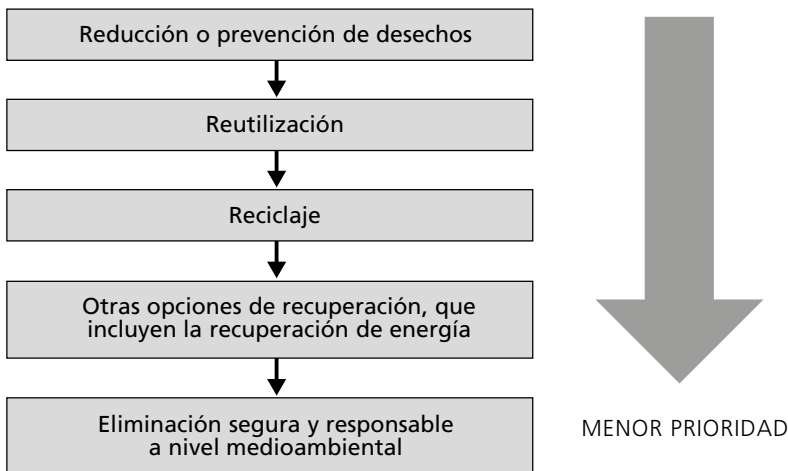 Reducción o prevención de desechos
Reutilización
Reciclaje
Otras opciones de recuperación, que
incluyen la recuperación de energía
Eliminación segura y responsable
a nivel medioambiental
MENOR PRIORIDAD